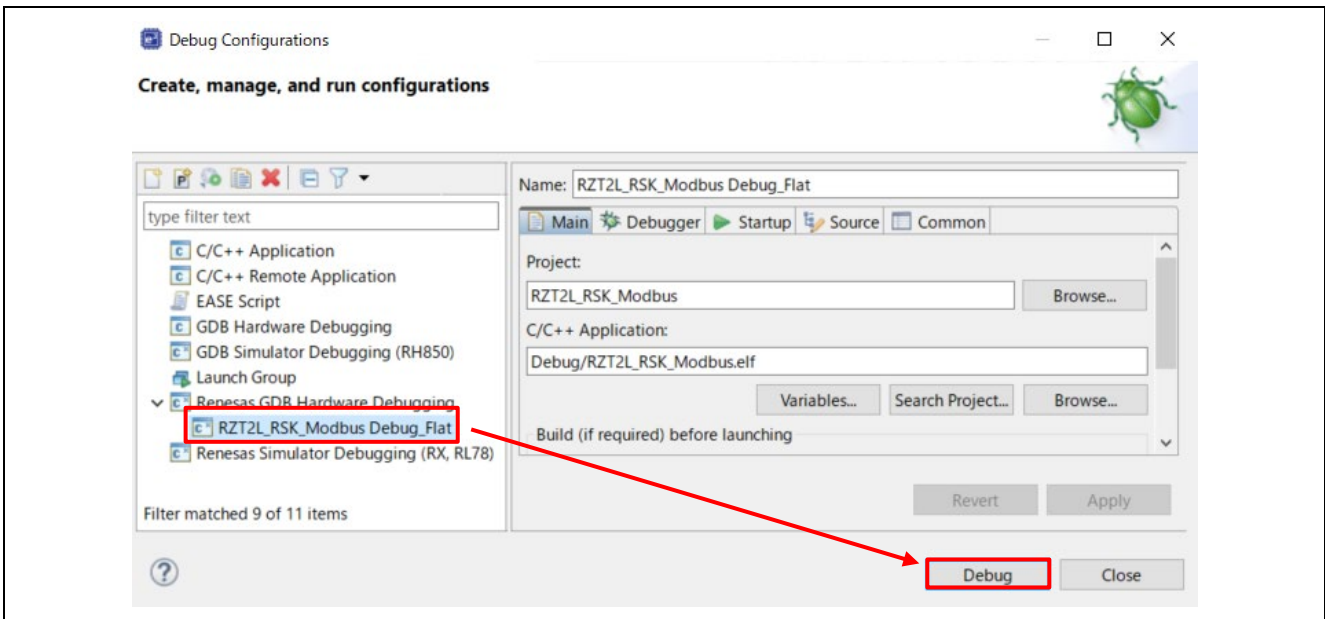 Debug Configurations
Create, manage, and run configurations
type filter text
C/C++ Application
C/C++ Remote Application
EASE Script
GDB Hardware Debugging
GDB Simulator Debugging (RH850)
Launch Group
Renesas GDB Hardware Debugging
RZT2L_RSK_Modbus Debug_Flat
Renesas Simulator Debugging (RX, RL78)
Filter matched 9 of 11 items
Name: RZT2L_RSK_Modbus Debug_Flat
Main Debugger Startup Source Common
Project:
RZT2L_RSK_Modbus Browse...
C/C++ Application:
Debug/RZT2L_RSK_Modbus.elf
Variables... Search Project... Browse...
Build (if required) before launching
Revert Apply
Debug Close